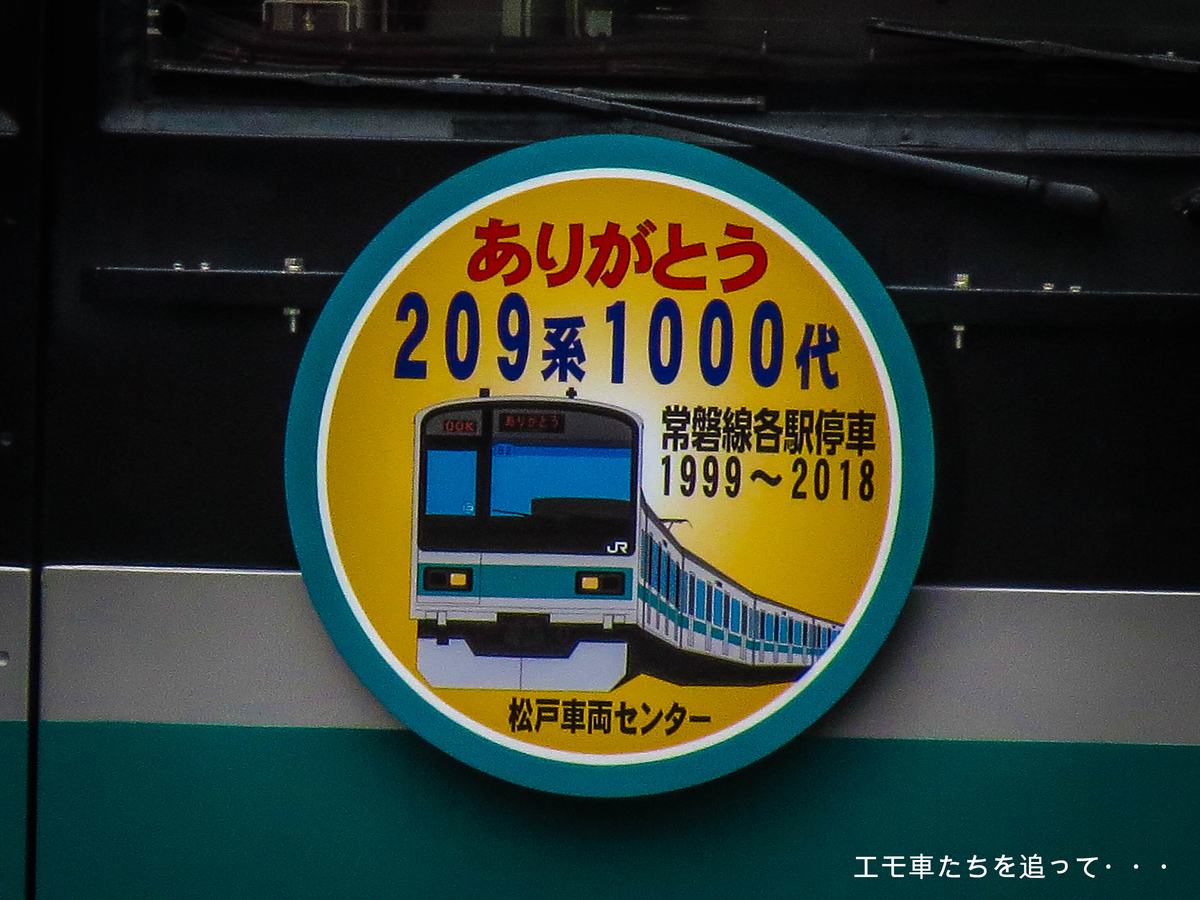 ありがとう
209系1000代
常磐線各駅停車
1999～2018
00K
ありがとう
JR
松戸車両センター
エモ車たちを追って・・・